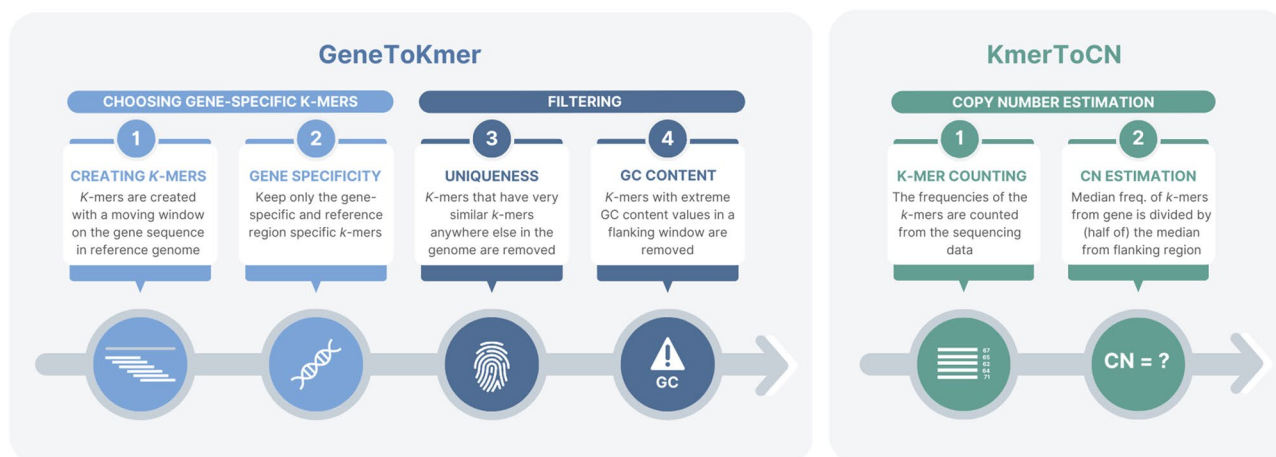 GeneToKmer
CHOOSING GENE-SPECIFIC K-MERS
1
CREATING K-MERS
K-mers are created
with a moving window
on the gene sequence
in reference genome
2
GENE SPECIFICITY
Keep only the gene-
specific and reference
region specific k-mers
FILTERING
3
UNIQUENESS
K-mers that have very
similar k-mers
anywhere else in the
genome are removed
4
GC CONTENT
K-mers with extreme
GC content values in a
flanking window are
removed
GC
KmerToCN
COPY NUMBER ESTIMATION
1
K-MER COUNTING
The frequencies of the
k-mers are counted
from the sequencing
data
67
65
62
64
71
2
CN ESTIMATION
Median freq. of k-mers
from gene is divided by
(half of) the median
from flanking region
CN = ?